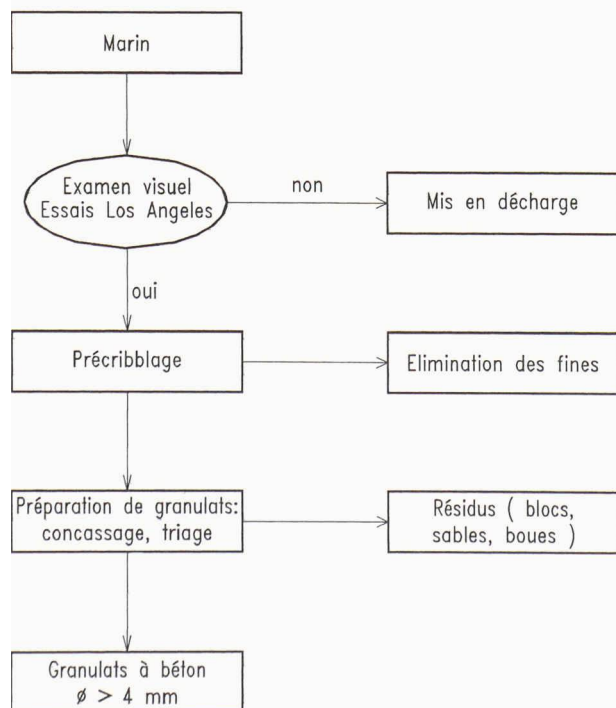 Marin
Examen visuel
Essais Los Angeles
non
Mis en décharge
oui
Précribblage
Elimination des fines
Préparation de granulats:
concassage, triage
Résidus ( blocs,
sables, boues )
Granulats à béton
ø > 4 mm